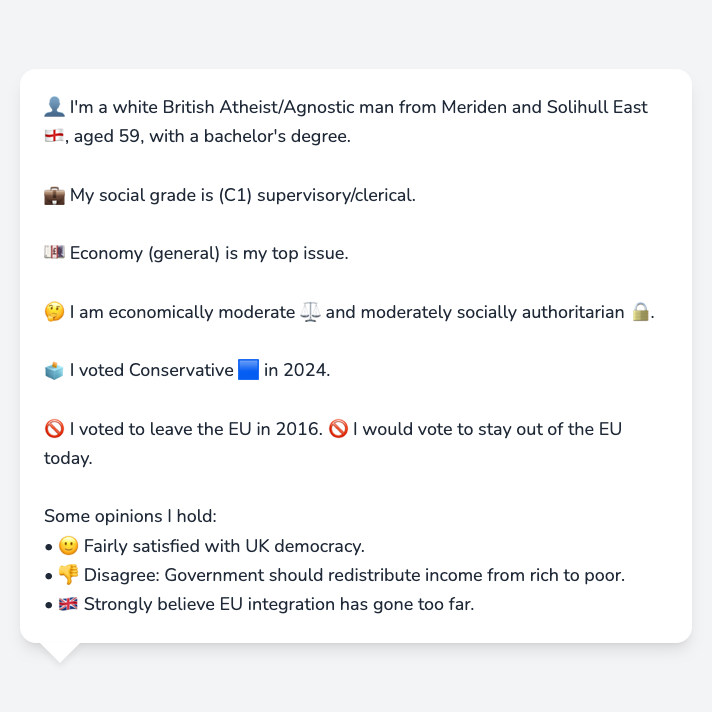 👤 I'm a white British Atheist/Agnostic man from Meriden and Solihull East
🏴󠁧󠁢󠁥󠁮󠁧󠁿, aged 59, with a bachelor's degree.
💼 My social grade is (C1) supervisory/clerical.
💷 Economy (general) is my top issue.
🤔 I am economically moderate ⚖️ and moderately socially authoritarian 🔒.
🗳️ I voted Conservative 🟦 in 2024.
🚫 I voted to leave the EU in 2016. 🚫 I would vote to stay out of the EU
today.
Some opinions I hold:
• 🙂 Fairly satisfied with UK democracy.
• 👎 Disagree: Government should redistribute income from rich to poor.
• 🇬🇧 Strongly believe EU integration has gone too far.